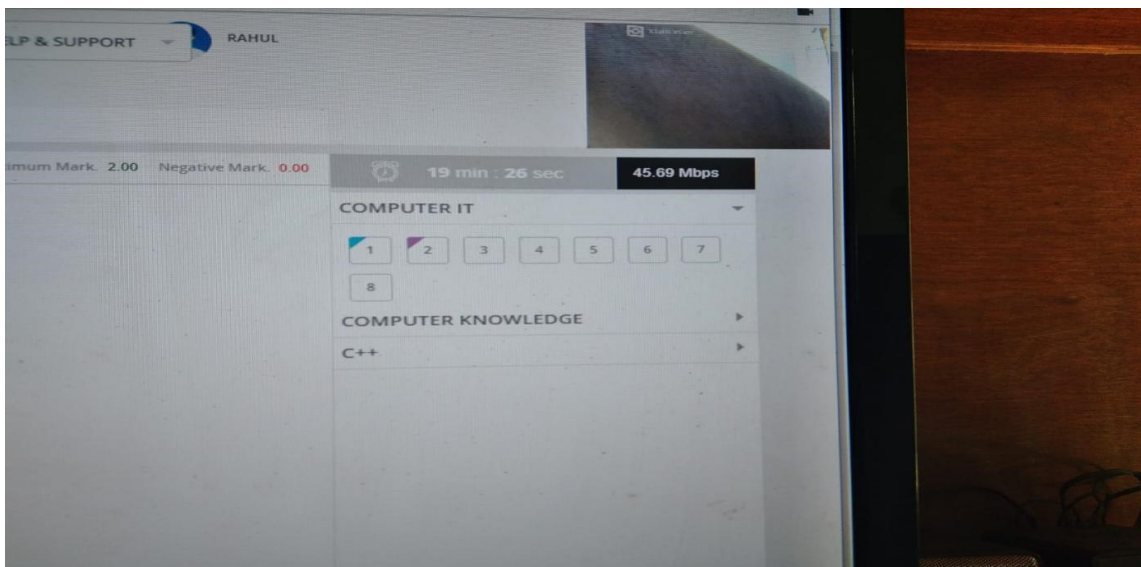 ELP & SUPPORT RAHUL
imum Mark. 2.00 Negative Mark. 0.00
19 min : 26 sec 45.69 Mbps
COMPUTER IT
1 2 3 4 5 6 7
8
COMPUTER KNOWLEDGE
C++